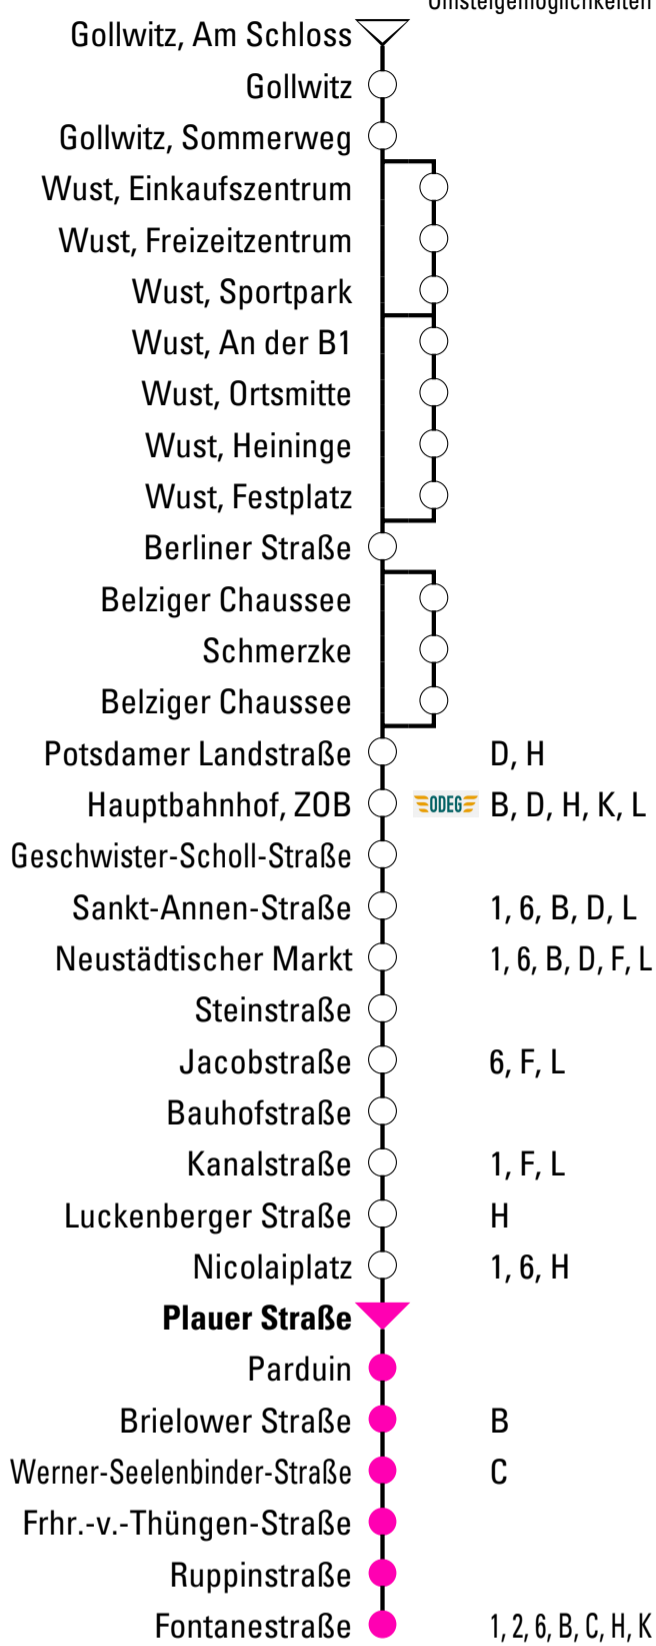 Umsteigemöglichkeiten
Gollwitz, Am Schloss
Gollwitz
Gollwitz, Sommerweg
Wust, Einkaufszentrum
Wust, Freizeitzentrum
Wust, Sportpark
Wust, An der B1
Wust, Ortsmitte
Wust, Heininge
Wust, Festplatz
Berliner Straße
Belziger Chaussee
Schmerzke
Belziger Chaussee
Potsdamer Landstraße D, H
Hauptbahnhof, ZOB ODEG B, D, H, K, L
Geschwister-Scholl-Straße
Sankt-Annen-Straße 1, 6, B, D, L
Neustädtischer Markt 1, 6, B, D, F, L
Steinstraße
Jacobstraße 6, F, L
Bauhofstraße
Kanalstraße 1, F, L
Luckenberger Straße H
Nicolaiplatz 1, 6, H
Plauer Straße
Parduin
Brielower Straße B
Werner-Seelenbinder-Straße C
Frhr.-v.-Thüngen-Straße
Ruppinstraße
Fontanestraße 1, 2, 6, B, C, H, K